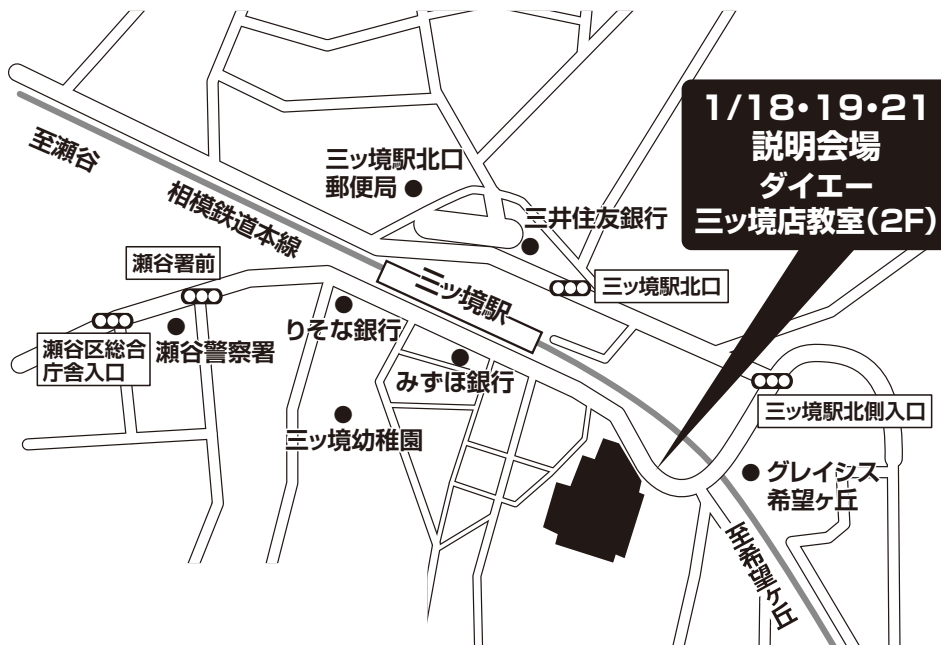 1/18・19・21
説明会場
ダイエー
三ッ境店教室(2F)
至瀬谷
相模鉄道本線
三ッ境駅北口
郵便局
三井住友銀行
瀬谷署前
三ッ境駅
三ッ境駅北口
瀬谷区総合
庁舎入口
瀬谷警察署
りそな銀行
みずほ銀行
三ッ境駅北側入口
三ッ境幼稚園
グレイシス
希望ヶ丘
至希望ヶ丘